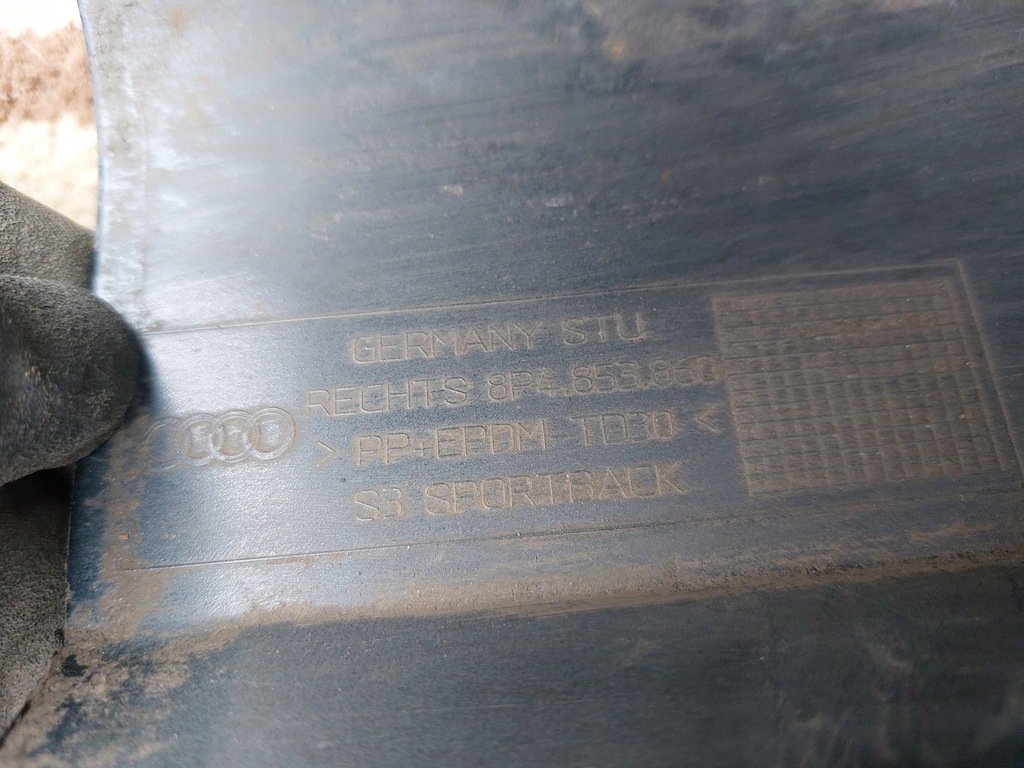 GERMANY STU
RECHTS 8P4.853.860
> PP+EPDM-TD30 <
S3 SPORTBACK